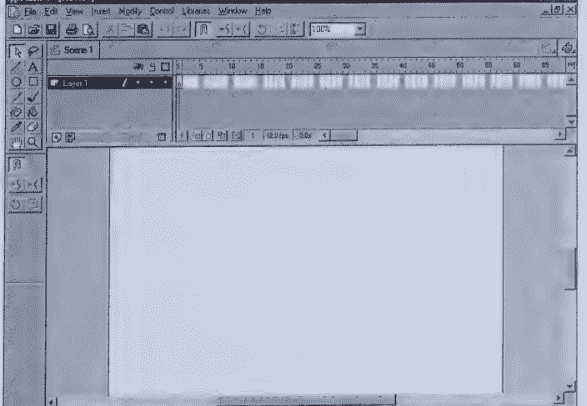 File Edit View Insert Modify Control Libraries Window Help
100%
Scene 1
1 5 10 15 20 25 30 35 40 45 50 55 60 65
Layer 1
1 12.0 fps 0.0s